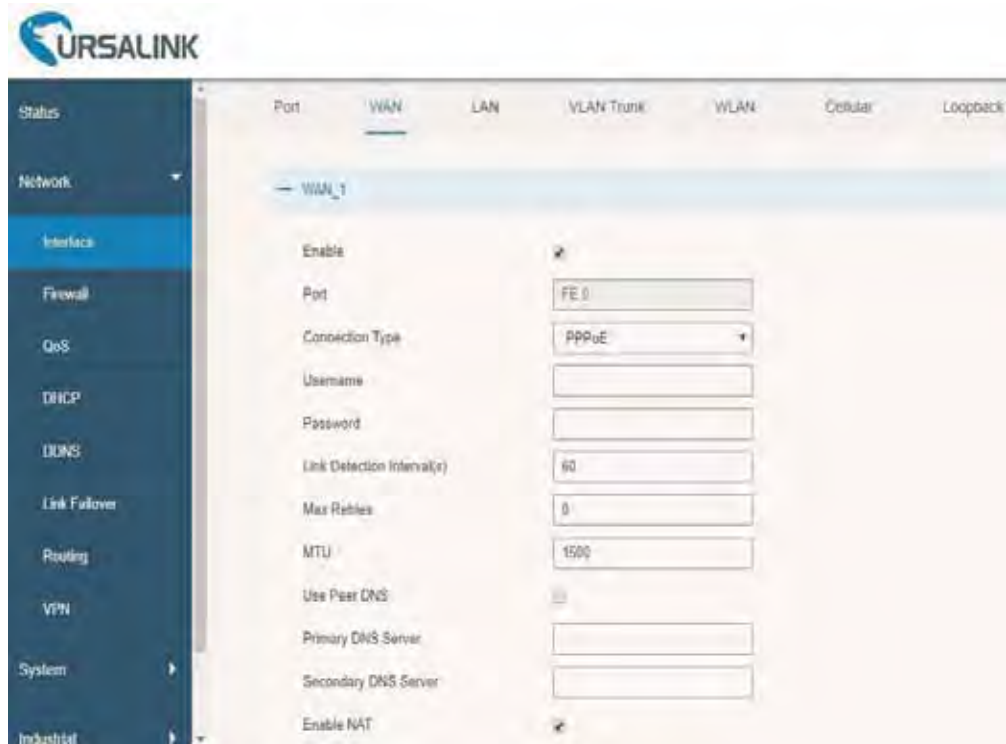 URSALINK
Status
Network
Interface
Firewall
QoS
DHCP
DDNS
Link Failover
Routing
VPN
System
Industrial
Port WAN LAN VLAN Trunk WLAN Cellular Loopback
WAN_1
Enable
Port FE 0
Connection Type PPPoE
Username
Password
Link Detection Interval(s) 60
Max Retries 0
MTU 1500
Use Peer DNS
Primary DNS Server
Secondary DNS Server
Enable NAT